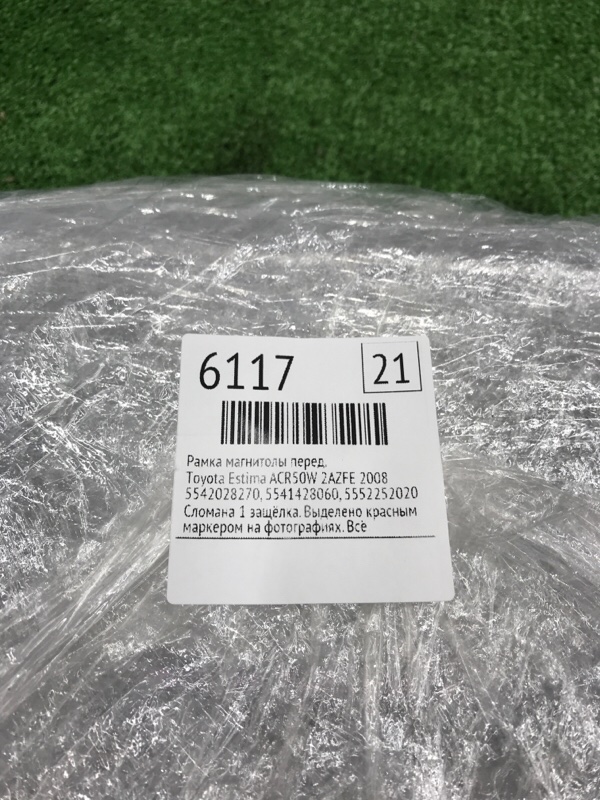 6117 21
Рамка магнитолы перед.
Toyota Estima ACR50W 2AZFE 2008
5542028270, 5541428060, 5552252020
Сломана 1 защёлка. Выделено красным
маркером на фотографиях. Всё